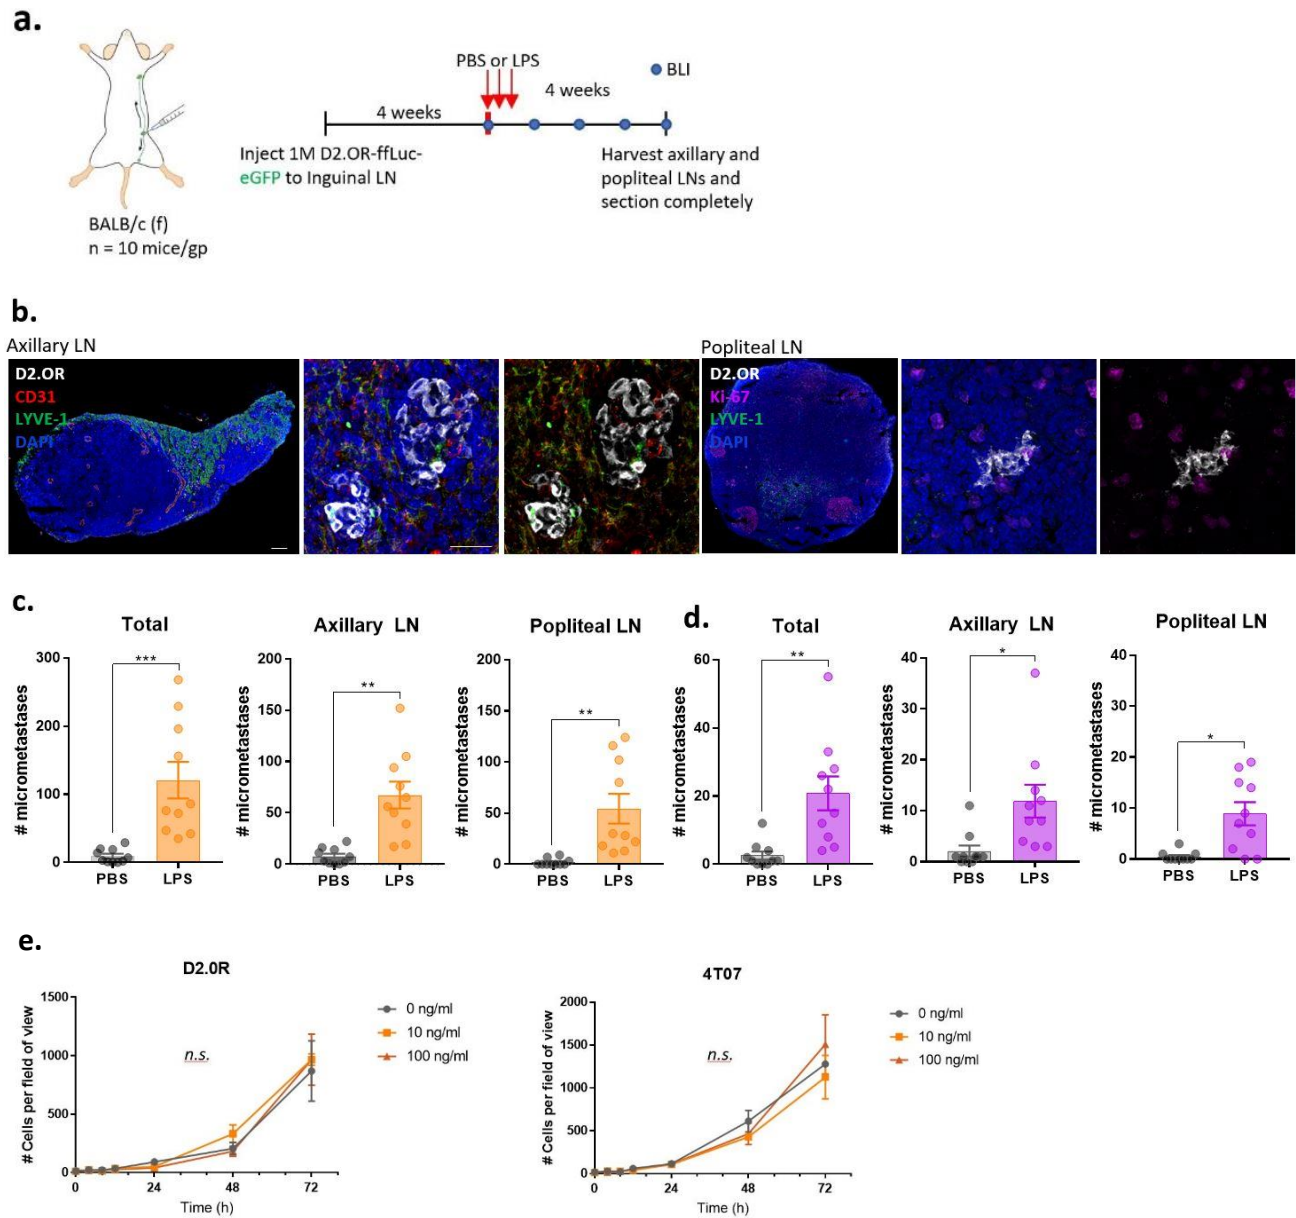 a.
PBS or LPS
BLI
4 weeks
4 weeks
Inject 1M D2.OR-ffLuc-
eGFP to Inguinal LN
Harvest axillary and
popliteal LNs and
section completely
BALB/c (f)
n = 10 mice/gp
b.
Axillary LN
D2.OR
CD31
LYVE-1
DAPI
Popliteal LN
D2.OR
Ki-67
LYVE-1
DAPI
c.
Total
# micrometastases
300
200
100
0
***
PBS LPS
Axillary LN
# micrometastases
200
150
100
50
0
**
PBS LPS
Popliteal LN
# micrometastases
200
150
100
50
0
**
PBS LPS
d.
Total
# micrometastases
60
40
20
0
**
PBS LPS
Axillary LN
# micrometastases
40
30
20
10
0
*
PBS LPS
Popliteal LN
# micrometastases
40
30
20
10
0
*
PBS LPS
e.
D2.0R
# Cells per field of view
1500
1000
500
0
n.s.
0 24 48 72
Time (h)
0 ng/ml
10 ng/ml
100 ng/ml
4T07
# Cells per field of view
2000
1500
1000
500
0
n.s.
0 24 48 72
Time (h)
0 ng/ml
10 ng/ml
100 ng/ml